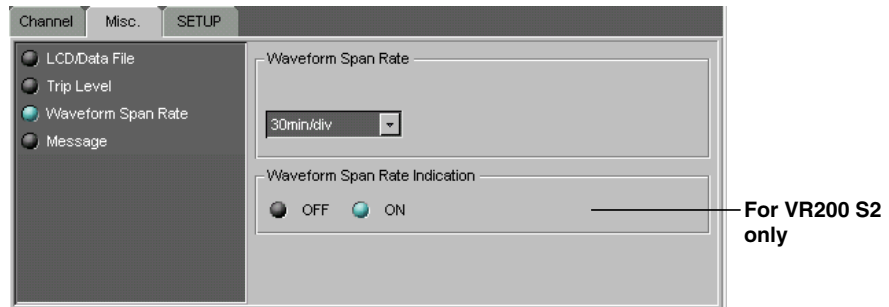 Channel Misc. SETUP
LCD/Data File
Trip Level
Waveform Span Rate
Message
Waveform Span Rate
30min/div
Waveform Span Rate Indication
OFF ON
For VR200 S2
only